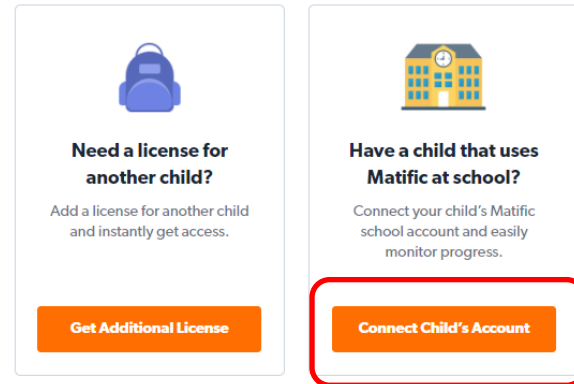 Need a license for
another child?
Add a license for another child
and instantly get access.
Get Additional License
Have a child that uses
Matific at school?
Connect your child's Matific
school account and easily
monitor progress.
Connect Child's Account